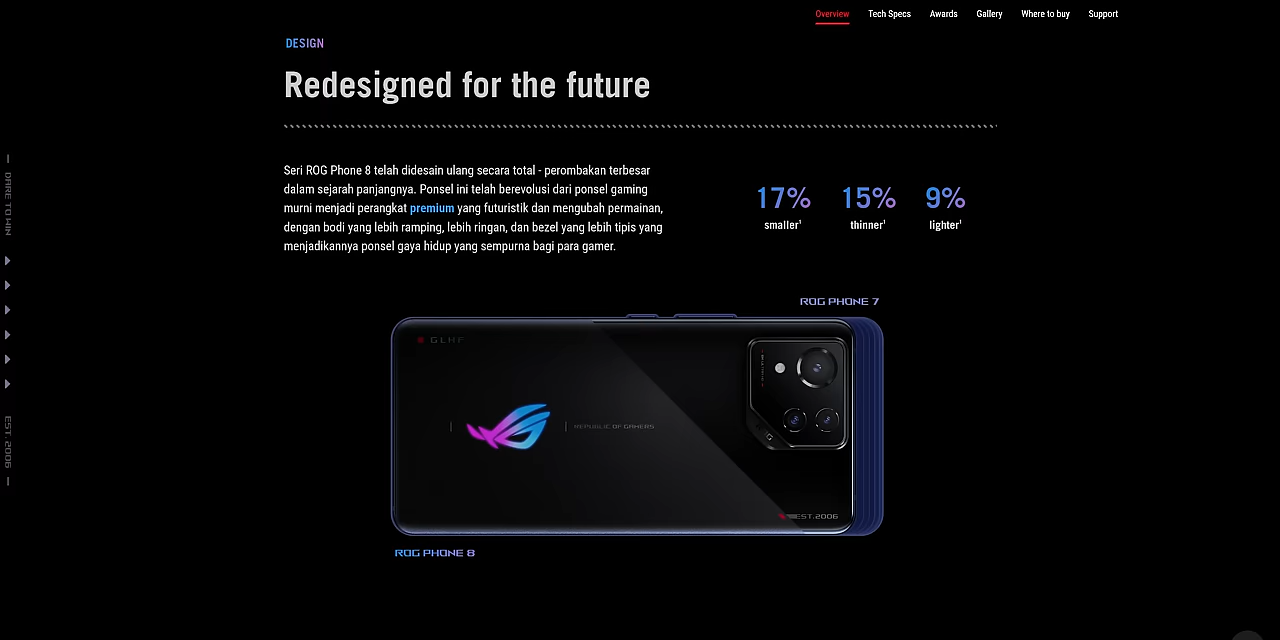 Overview Tech Specs Awards Gallery Where to buy Support
DESIGN
Redesigned for the future
Seri ROG Phone 8 telah didesain ulang secara total - perombakan terbesar
dalam sejarah panjangnya. Ponsel ini telah berevolusi dari ponsel gaming
murni menjadi perangkat premium yang futuristik dan mengubah permainan,
dengan bodi yang lebih ramping, lebih ringan, dan bezel yang lebih tipis yang
menjadikannya ponsel gaya hidup yang sempurna bagi para gamer.
17% 15% 9%
smaller¹ thinner¹ lighter¹
DARE TO WIN
EST. 2006
ROG PHONE 7
GLHF
REPUBLIC OF GAMERS
EST.2006
ROG PHONE 8